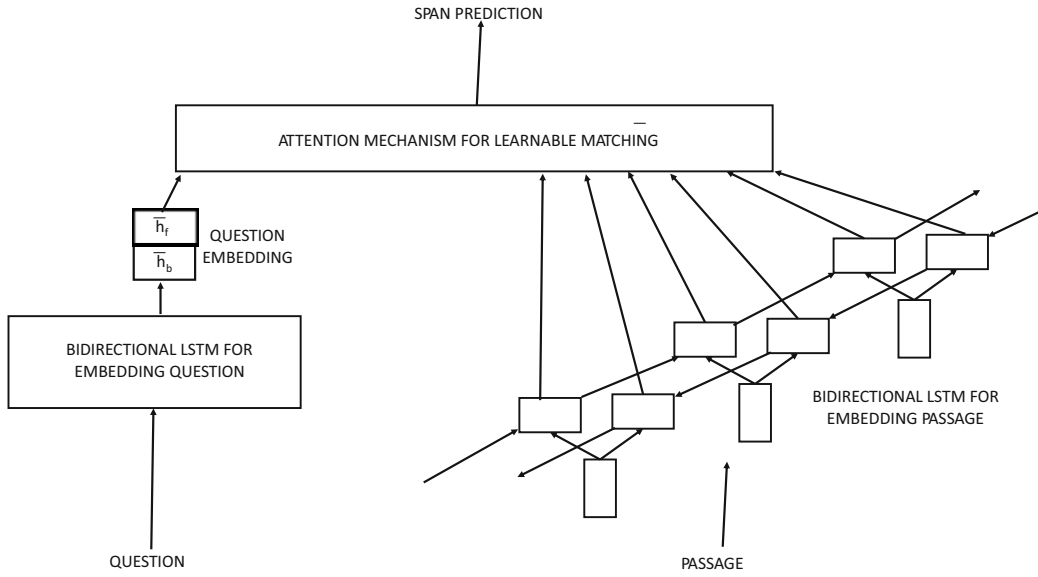 SPAN PREDICTION
ATTENTION MECHANISM FOR LEARNABLE MATCHING
h̅f
h̅b
QUESTION
EMBEDDING
BIDIRECTIONAL LSTM FOR
EMBEDDING QUESTION
BIDIRECTIONAL LSTM FOR
EMBEDDING PASSAGE
QUESTION
PASSAGE